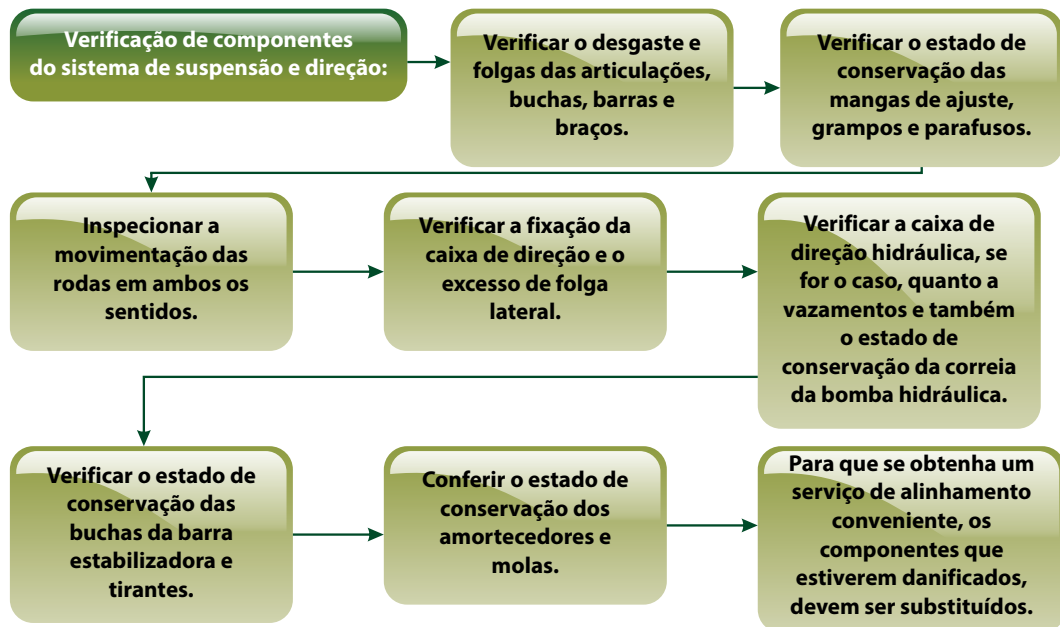 Verificação de componentes
do sistema de suspensão e direção:
Verificar o desgaste e
folgas das articulações,
buchas, barras e
braços.
Verificar o estado de
conservação das
mangas de ajuste,
grampos e parafusos.
Inspecionar a
movimentação das
rodas em ambos os
sentidos.
Verificar a fixação da
caixa de direção e o
excesso de folga
lateral.
Verificar a caixa de
direção hidráulica, se
for o caso, quanto a
vazamentos e também
o estado de
conservação da correia
da bomba hidráulica.
Verificar o estado de
conservação das
buchas da barra
estabilizadora e
tirantes.
Conferir o estado de
conservação dos
amortecedores e
molas.
Para que se obtenha um
serviço de alinhamento
conveniente, os
componentes que
estiverem danificados,
devem ser substituídos.